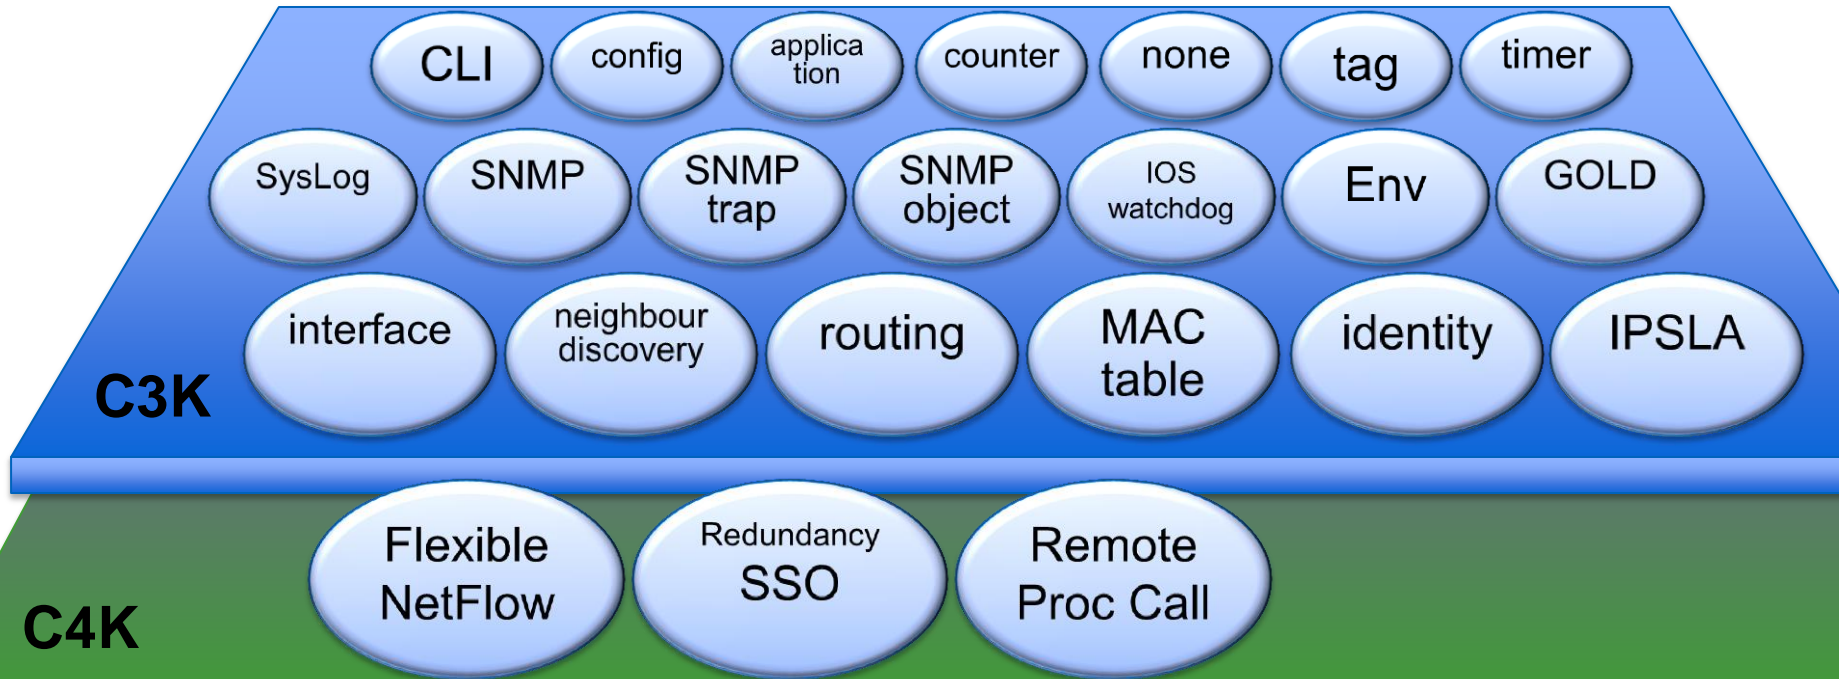 CLI
config
applica
tion
counter
none
tag
timer
SysLog
SNMP
SNMP
trap
SNMP
object
IOS
watchdog
Env
GOLD
interface
neighbour
discovery
routing
MAC
table
identity
IPSLA
C3K
Flexible
NetFlow
Redundancy
SSO
Remote
Proc Call
C4K